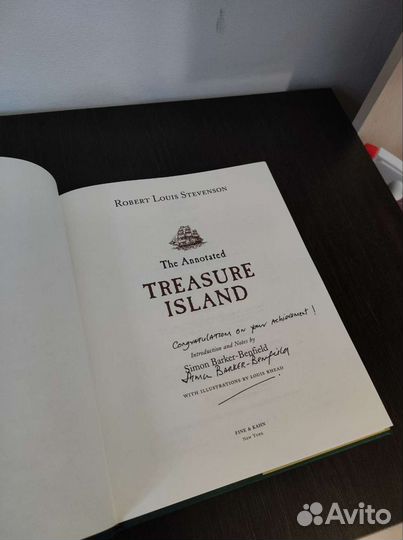 ROBERT LOUIS STEVENSON
The Annotated
TREASURE
ISLAND
Congratulations on your achievement!
Introduction and Notes by
Simon Barker-Benfield
Simon BARKER-Benfield
WITH ILLUSTRATIONS BY LOUIS RHEAD
FINE & KAHN
NEW YORK
Avito